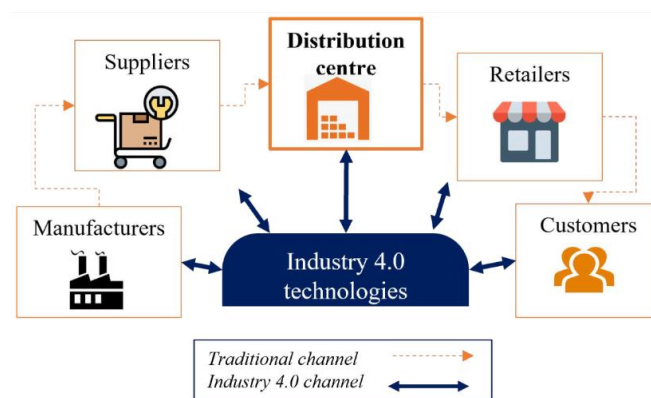 Suppliers
Distribution
centre
Retailers
Manufacturers
Customers
Industry 4.0
technologies
Traditional channel
Industry 4.0 channel